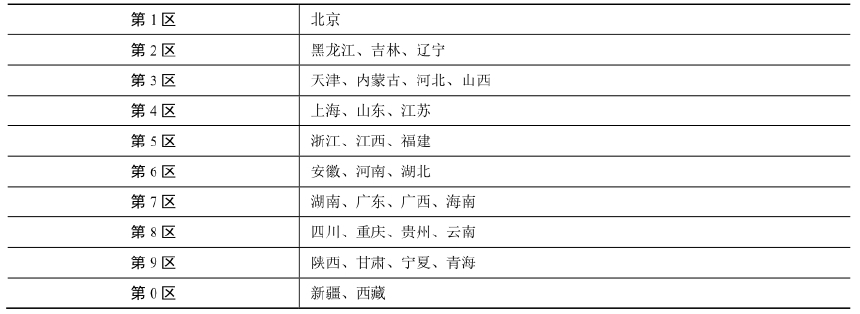 第1区 北京
第2区 黑龙江、吉林、辽宁
第3区 天津、内蒙古、河北、山西
第4区 上海、山东、江苏
第5区 浙江、江西、福建
第6区 安徽、河南、湖北
第7区 湖南、广东、广西、海南
第8区 四川、重庆、贵州、云南
第9区 陕西、甘肃、宁夏、青海
第0区 新疆、西藏